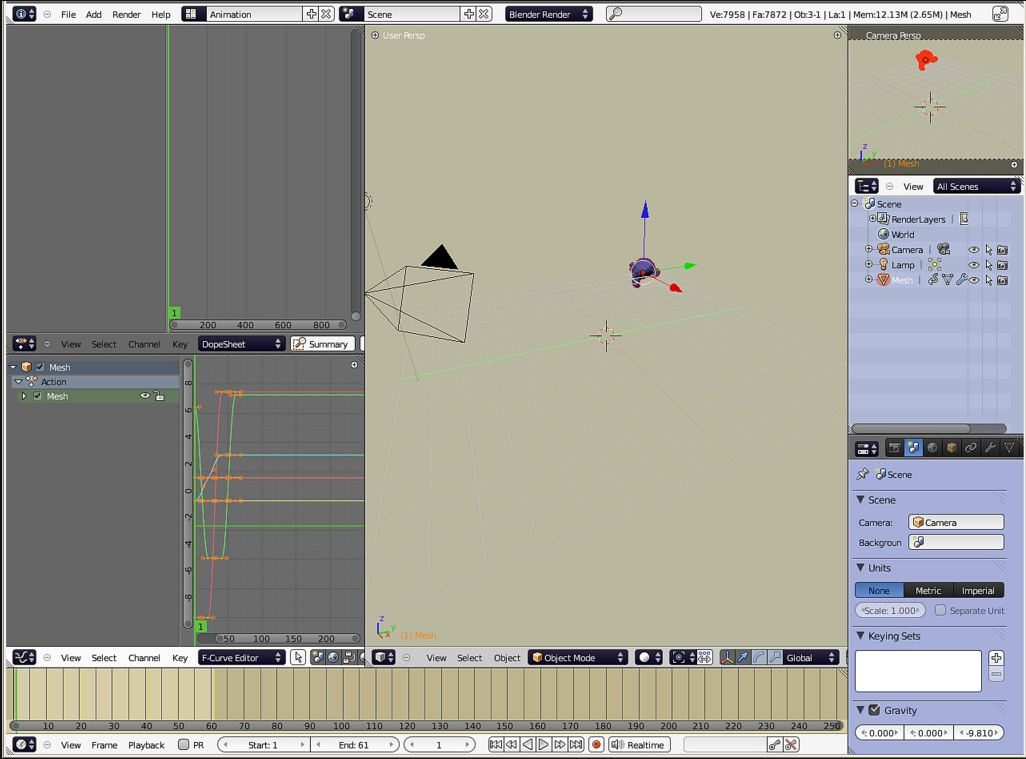 File Add Render Help Animation Scene Blender Render Ve:7958 | Fa:7872 | Ob:3-1 | La:1 | Mem:12.13M (2.65M) | Mesh
User Persp
Camera Persp
z
y
(1) Mesh
View All Scenes
Scene
RenderLayers
World
Camera
Lamp
Mesh
1
200 400 600 800
View Select Channel Key DopeSheet Summary
Mesh
Action
Mesh
8
6
4
2
0
-2
-4
-6
-8
1
50 100 150 200
View Select Channel Key F-Curve Editor
z
y
x
(1) Mesh
View Select Object Object Mode Global
Scene
Scene
Camera: Camera
Backgroun
Units
None Metric Imperial
Scale: 1.000 Separate Unit
Keying Sets
Gravity
0.000 0.000 -9.810
0 10 20 30 40 50 60 70 80 90 100 110 120 130 140 150 160 170 180 190 200 210 220 230 240 250
View Frame Playback PR Start: 1 End: 61 1 Realtime